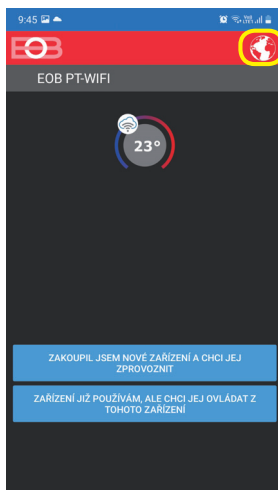 9:45
EOB
EOB PT-WIFI
23°
ZAKOUPIL JSEM NOVÉ ZAŘÍZENÍ A CHCI JEJ
ZPROVOZNIT
ZAŘÍZENÍ JIŽ POUŽÍVÁM, ALE CHCI JEJ OVLÁDAT Z
TOHOTO ZAŘÍZENÍ